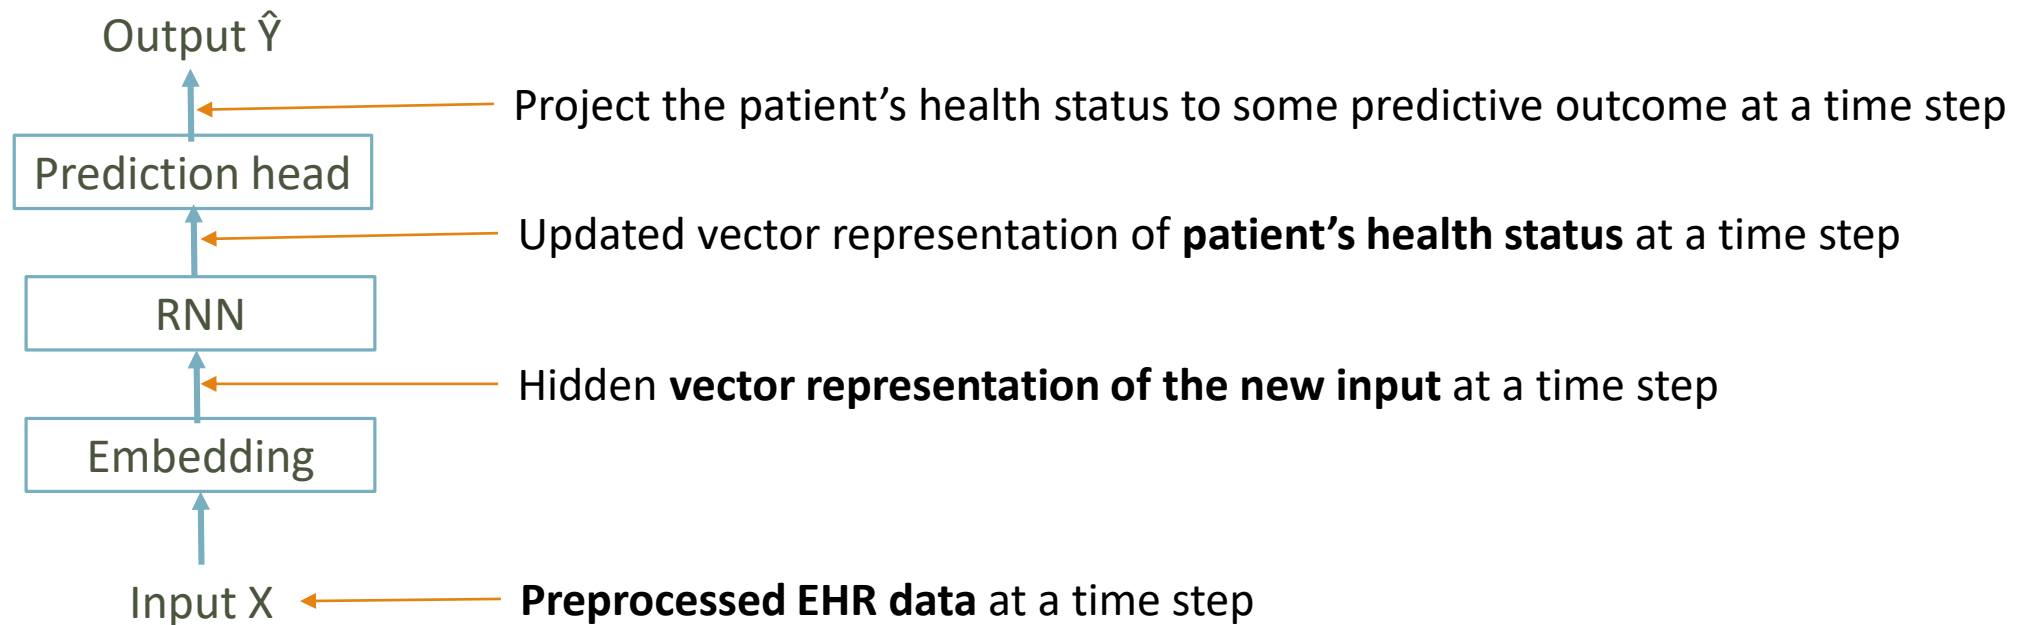 Output Ŷ
Project the patient’s health status to some predictive outcome at a time step
Prediction head
Updated vector representation of patient’s health status at a time step
RNN
Hidden vector representation of the new input at a time step
Embedding
Input X
Preprocessed EHR data at a time step